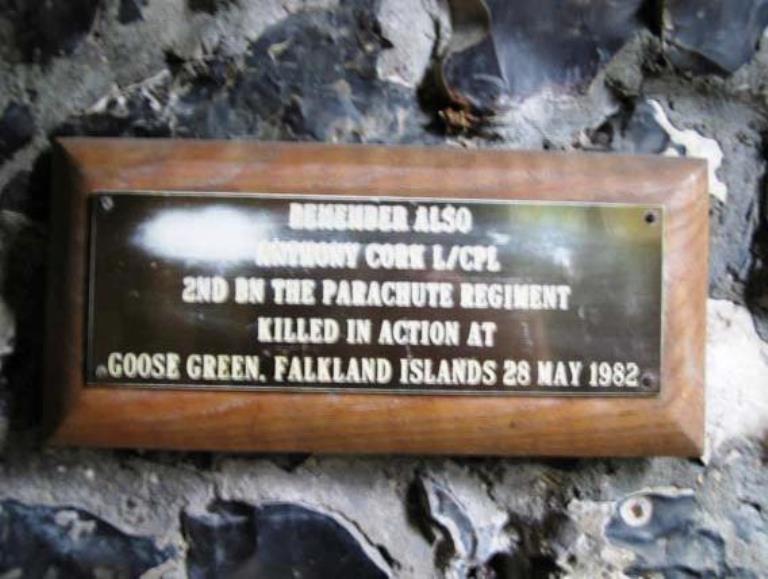 REMEMBER ALSO
ANTHONY CORK L/CPL
2ND BN THE PARACHUTE REGIMENT
KILLED IN ACTION AT
GOOSE GREEN, FALKLAND ISLANDS 28 MAY 1982